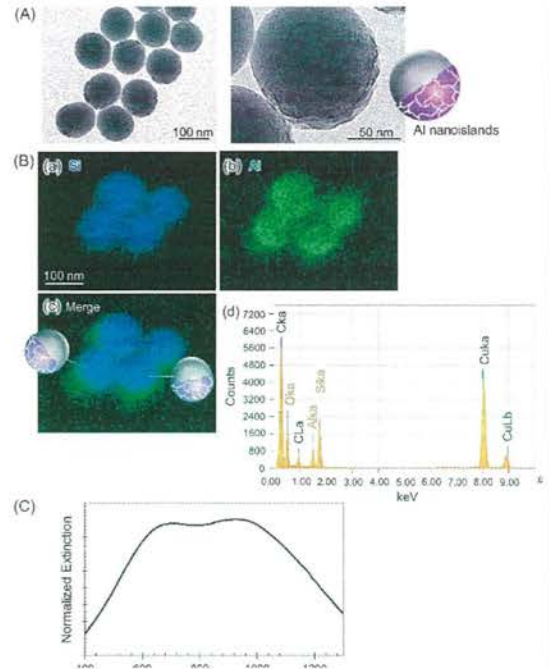 (A)
100 nm
50 nm
Al nanoislands
(B)
(a) Si
(b) Al
100 nm
(c) Merge
(d)
7200
6400
5600
4800
4000
3200
2400
1600
800
0
Counts
Cka
Oka
CLa
Alka
Sika
Cuka
CuLb
0.00 1.00 2.00 3.00 4.00 5.00 6.00 7.00 8.00 9.00
keV
(C)
Normalized Extinction